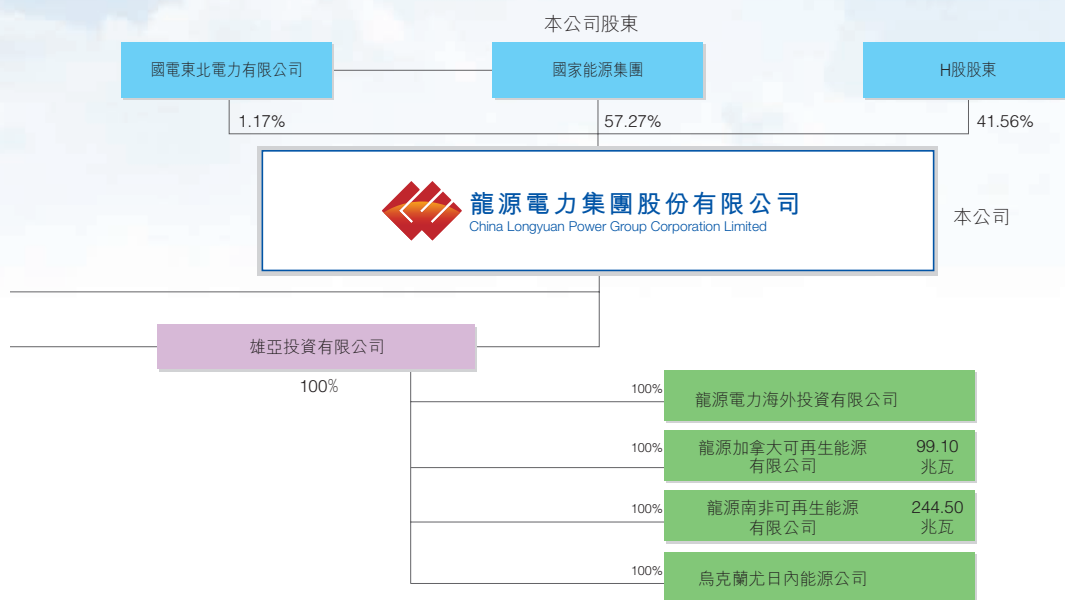 本公司股東
國電東北電力有限公司
國家能源集團
H股股東
1.17%
57.27%
41.56%
龍源電力集團股份有限公司
China Longyuan Power Group Corporation Limited
本公司
雄亞投資有限公司
100%
100%
龍源電力海外投資有限公司
100%
龍源加拿大可再生能源
有限公司
99.10
兆瓦
100%
龍源南非可再生能源
有限公司
244.50
兆瓦
100%
烏克蘭尤日內能源公司